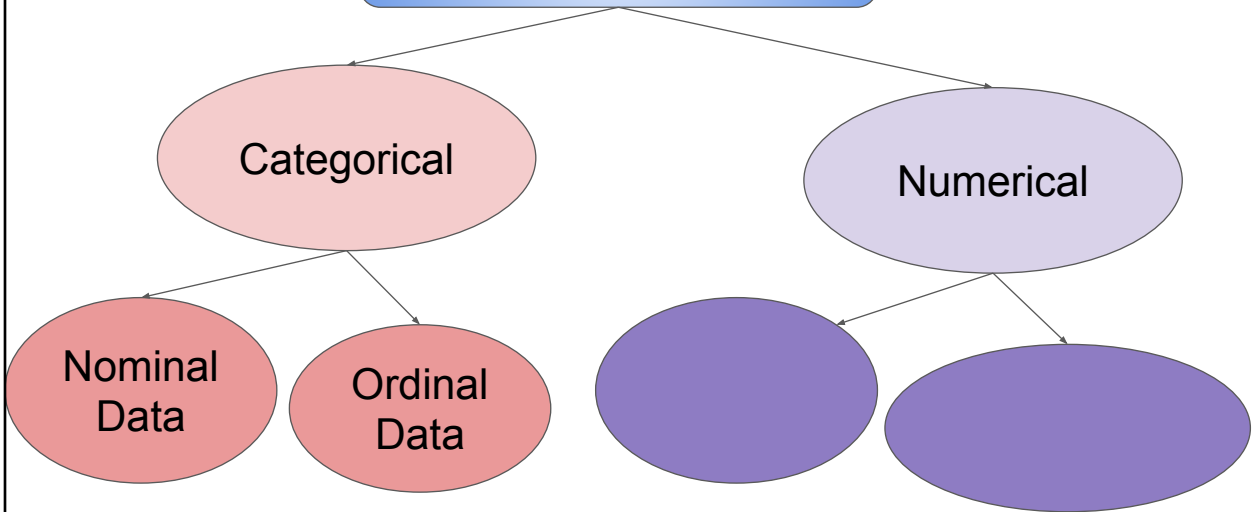 Categorical
Numerical
Nominal
Data
Ordinal
Data